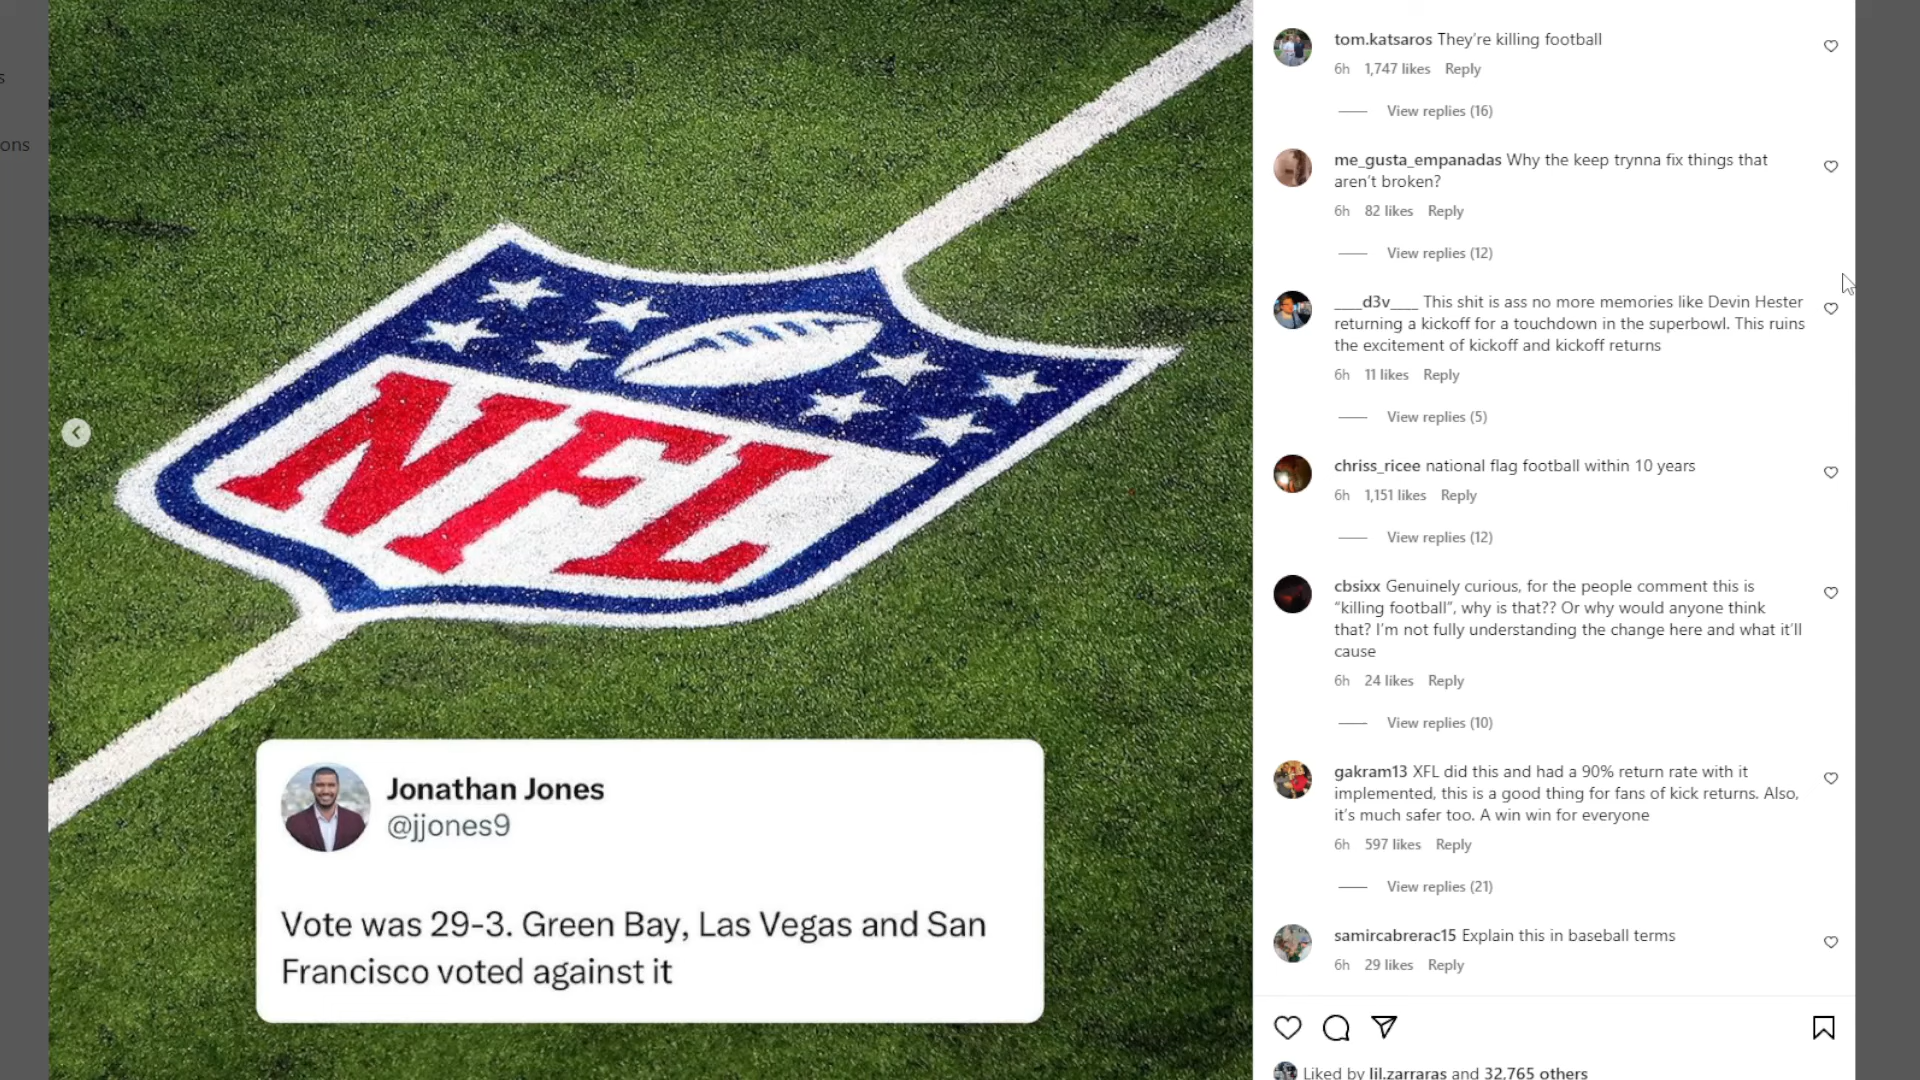 s
ons
NFL
Jonathan Jones
@jjones9
Vote was 29-3. Green Bay, Las Vegas and San
Francisco voted against it
tom.katsaros They're killing football
6h 1,747 likes Reply
View replies (16)
me_gusta_empanadas Why the keep trynna fix things that
aren't broken?
6h 82 likes Reply
View replies (12)
____d3v____ This shit is ass no more memories like Devin Hester
returning a kickoff for a touchdown in the superbowl. This ruins
the excitement of kickoff and kickoff returns
6h 11 likes Reply
View replies (5)
chriss_ricee national flag football within 10 years
6h 1,151 likes Reply
View replies (12)
cbsixx Genuinely curious, for the people comment this is
“killing football”, why is that?? Or why would anyone think
that? I'm not fully understanding the change here and what it'll
cause
6h 24 likes Reply
View replies (10)
gakram13 XFL did this and had a 90% return rate with it
implemented, this is a good thing for fans of kick returns. Also,
it's much safer too. A win win for everyone
6h 597 likes Reply
View replies (21)
samircabrerac15 Explain this in baseball terms
6h 29 likes Reply
Liked by lil.zarraras and 32,765 others